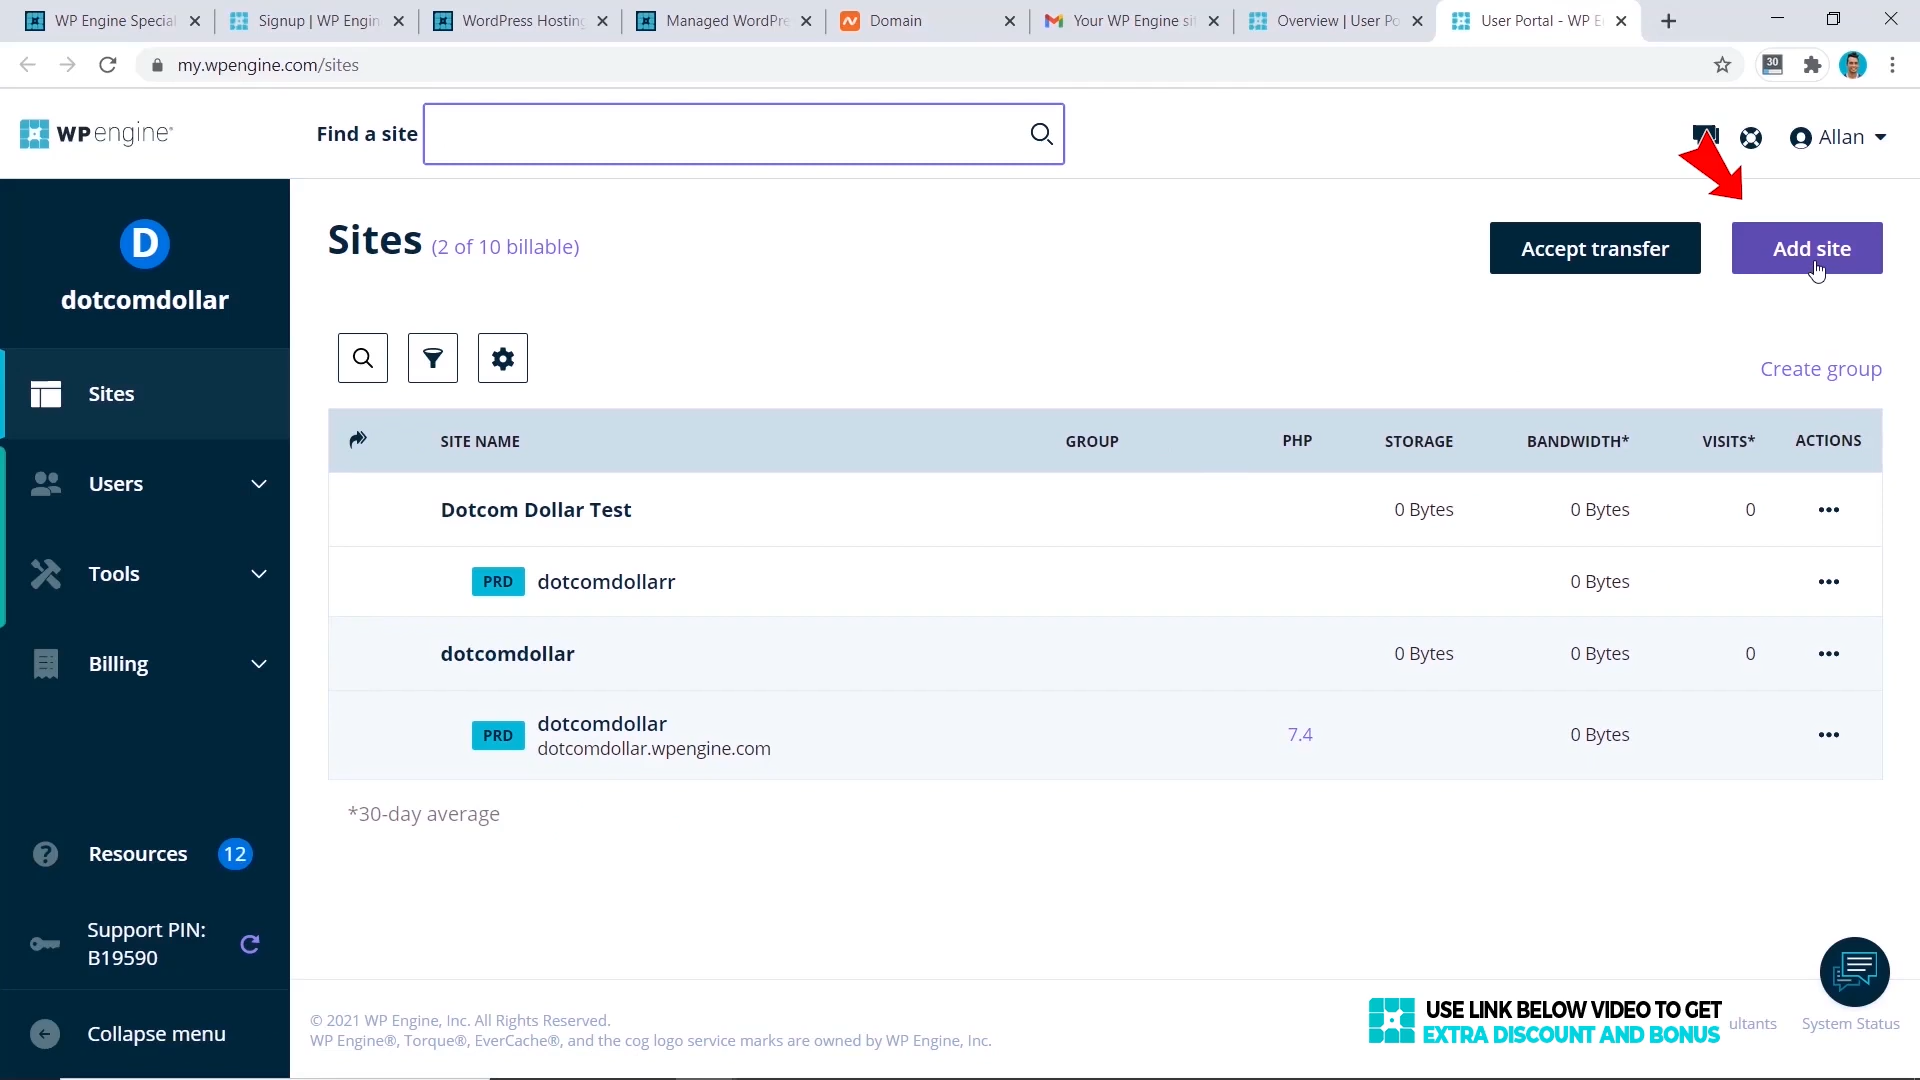 WP Engine Special
Signup | WP Engin
WordPress Hosting
Managed WordPre
Domain
Your WP Engine sit
Overview | User Po
User Portal - WP E
my.wpengine.com/sites
30
WP engine®
Find a site
Allan
D
dotcomdollar
Sites
Users
Tools
Billing
Resources 12
Support PIN:
B19590
Collapse menu
Sites (2 of 10 billable)
Accept transfer
Add site
Create group
SITE NAME GROUP PHP STORAGE BANDWIDTH* VISITS* ACTIONS
Dotcom Dollar Test 0 Bytes 0 Bytes 0
PRD dotcomdollarr 0 Bytes
dotcomdollar 0 Bytes 0 Bytes 0
PRD dotcomdollar 7.4 0 Bytes
dotcomdollar.wpengine.com
*30-day average
© 2021 WP Engine, Inc. All Rights Reserved.
WP Engine®, Torque®, EverCache®, and the cog logo service marks are owned by WP Engine, Inc.
USE LINK BELOW VIDEO TO GET
EXTRA DISCOUNT AND BONUS
ultants System Status